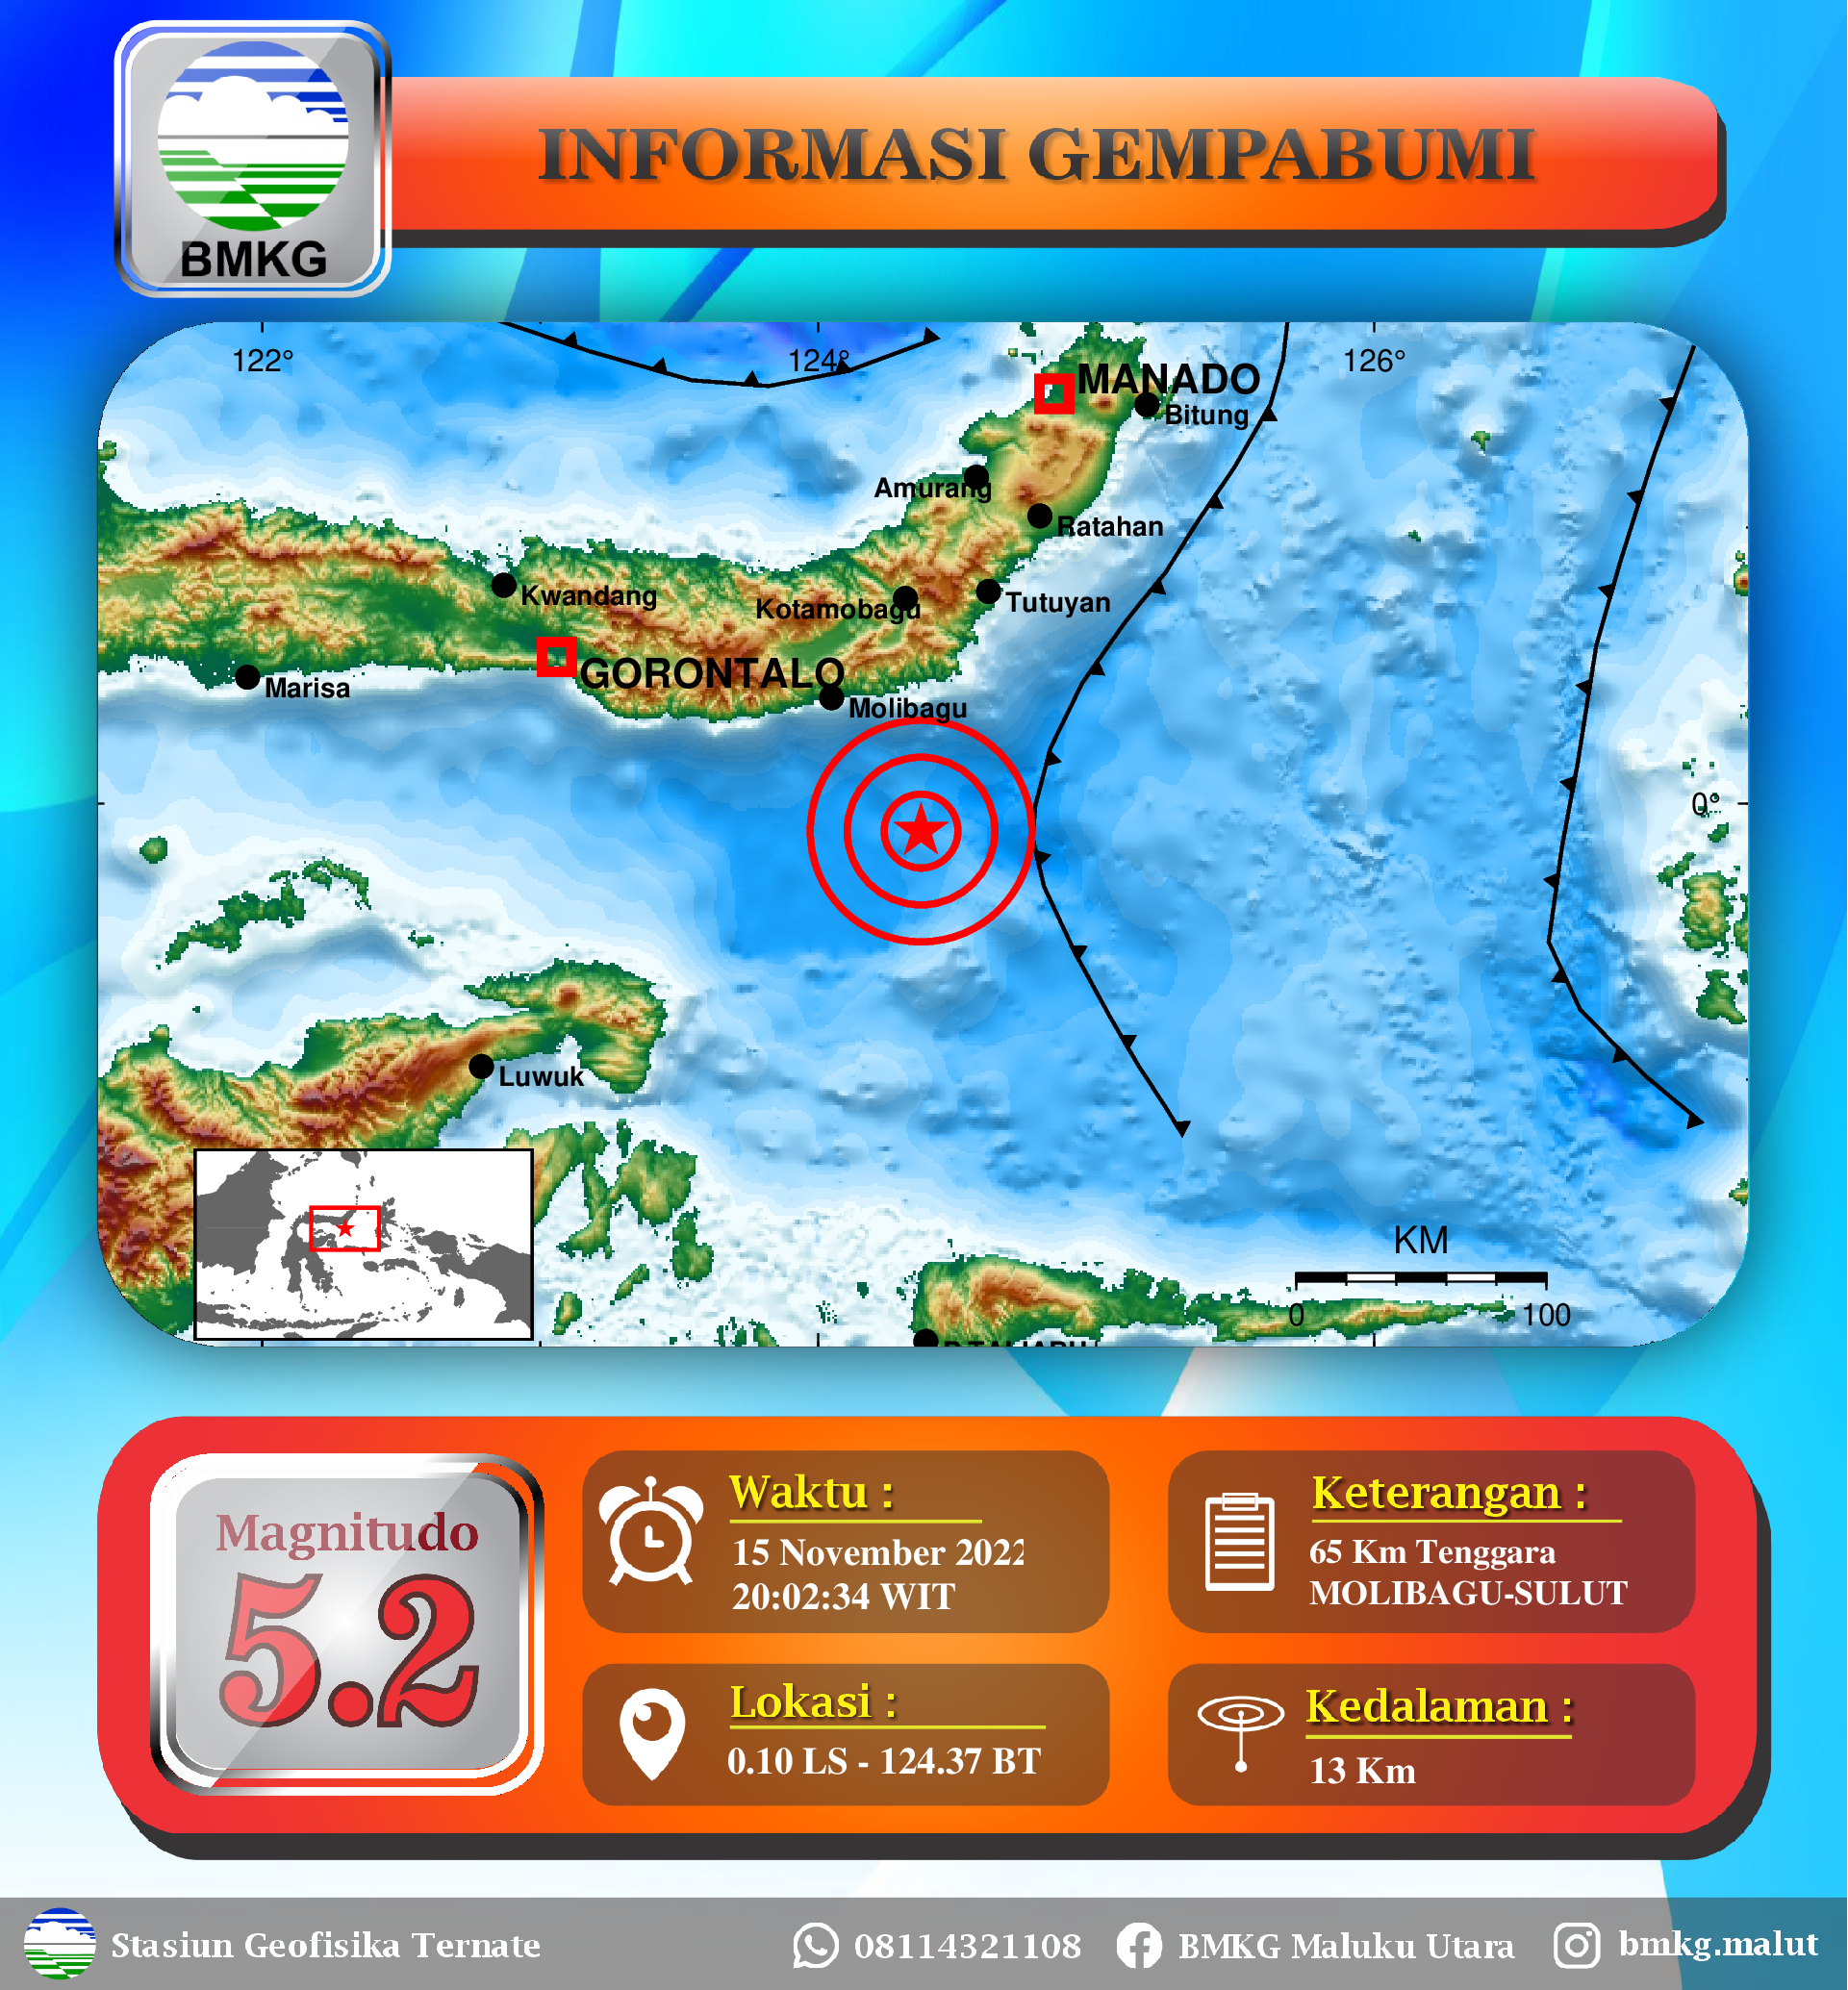 BMKG
INFORMASI GEMPABUMI
122°
124°
126°
MANADO
Bitung
Amurang
Ratahan
Kwandang
Kotamobagu
Tutuyan
GORONTALO
Marisa
Molibagu
0°
Luwuk
KM
0 100
Magnitudo
5.2
Waktu :
15 November 2022
20:02:34 WIT
Keterangan :
65 Km Tenggara
MOLIBAGU-SULUT
Lokasi :
0.10 LS - 124.37 BT
Kedalaman :
13 Km
Stasiun Geofisika Ternate
08114321108
BMKG Maluku Utara
bmkg.malut